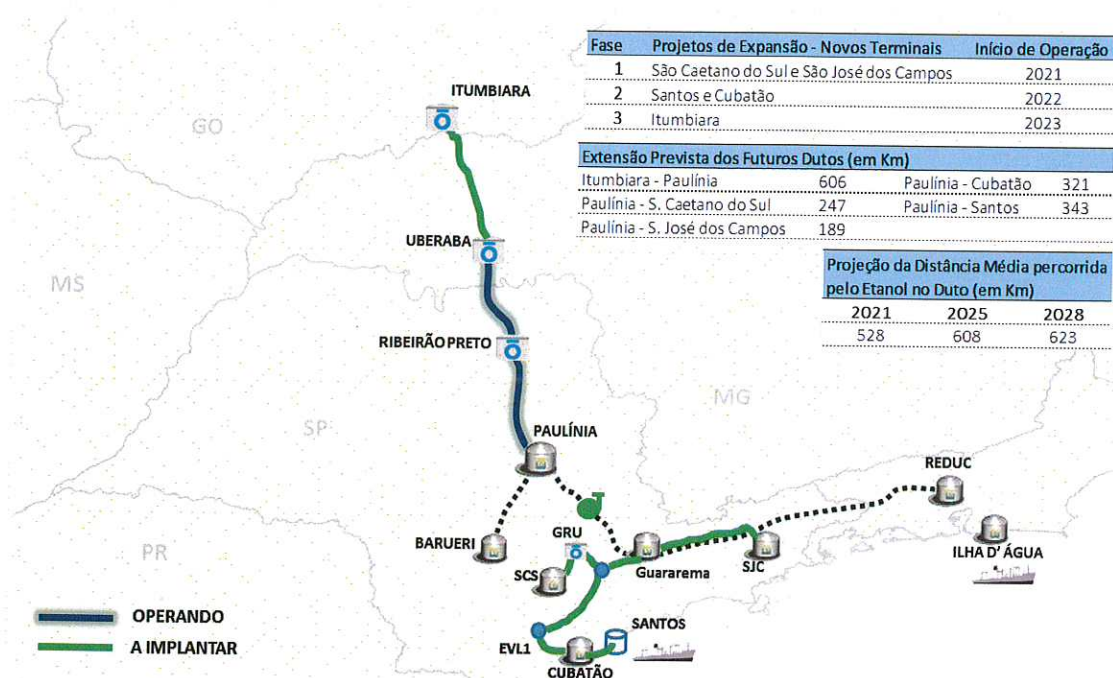 Fase Projetos de Expansão - Novos Terminais Início de Operação
1 São Caetano do Sul e São José dos Campos 2021
2 Santos e Cubatão 2022
3 Itumbiara 2023
Extensão Prevista dos Futuros Dutos (em Km)
Itumbiara - Paulínia 606 Paulínia - Cubatão 321
Paulínia - S. Caetano do Sul 247 Paulínia - Santos 343
Paulínia - S. José dos Campos 189
Projeção da Distância Média percorrida
pelo Etanol no Duto (em Km)
2021 2025 2028
528 608 623
ITUMBIARA
GO
UBERABA
MS
RIBEIRÃO PRETO
MG
SP
PAULÍNIA
REDUC
BARUERI
GRU
PR
SCS
Guararema
SJC
ILHA D' ÁGUA
OPERANDO
A IMPLANTAR
SANTOS
EVL1
CUBATÃO